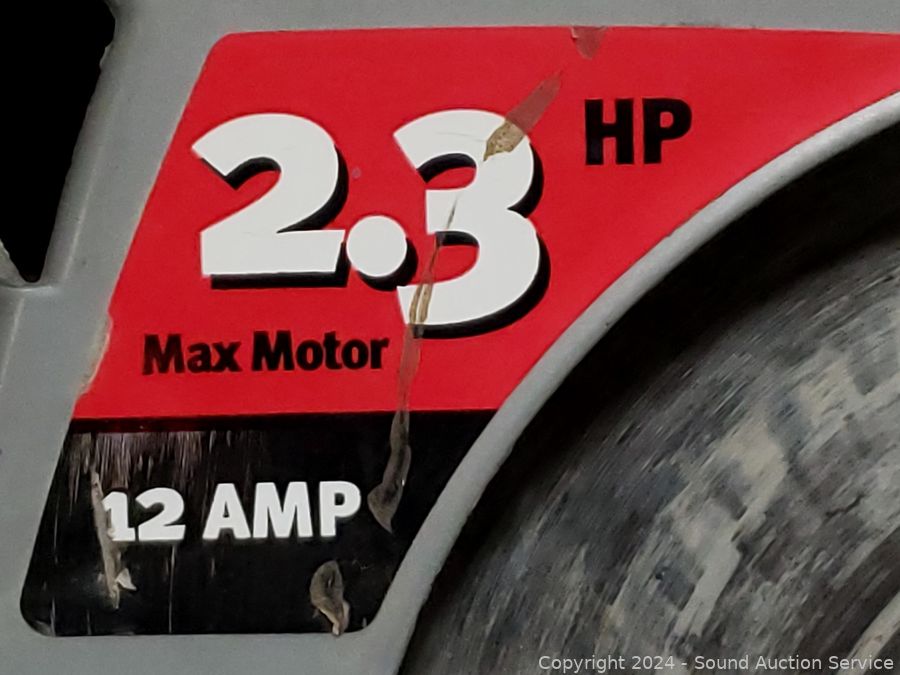 2.3 HP
Max Motor
12 AMP
Copyright 2024 - Sound Auction Service